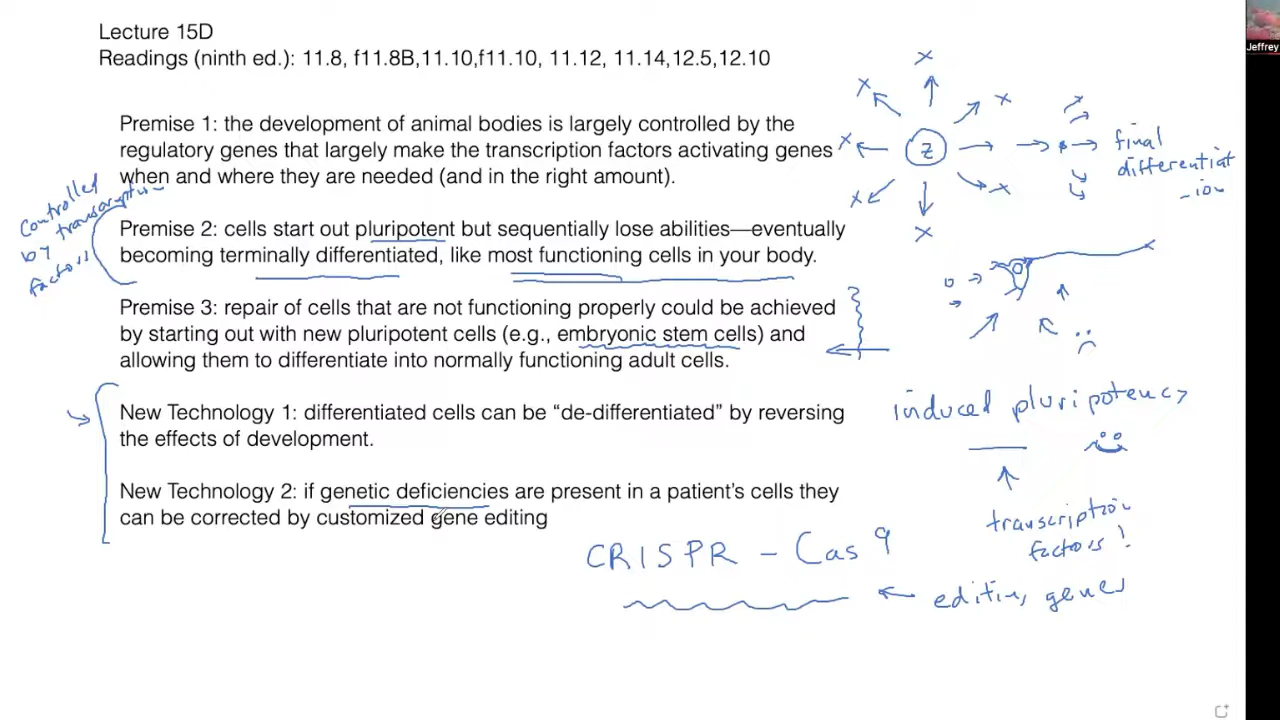 Lecture 15D
Readings (ninth ed.): 11.8, f11.8B,11.10,f11.10, 11.12, 11.14,12.5,12.10
Jeffrey
Premise 1: the development of animal bodies is largely controlled by the
regulatory genes that largely make the transcription factors activating genes
when and where they are needed (and in the right amount).
Controlled
by transcription
factors
Premise 2: cells start out pluripotent but sequentially lose abilities—eventually
becoming terminally differentiated, like most functioning cells in your body.
Premise 3: repair of cells that are not functioning properly could be achieved
by starting out with new pluripotent cells (e.g., embryonic stem cells) and
allowing them to differentiate into normally functioning adult cells.
New Technology 1: differentiated cells can be “de-differentiated” by reversing
the effects of development.
New Technology 2: if genetic deficiencies are present in a patient’s cells they
can be corrected by customized gene editing
CRISPR – Cas 9
x
x
x
x
Z
x
x
x
final
differentiat
-ion
induced pluripotency
transcription
factors!
editing genes